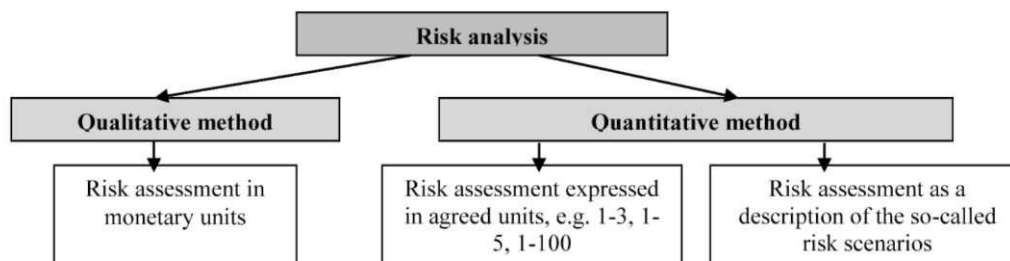 Risk analysis
Qualitative method
Quantitative method
Risk assessment in
monetary units
Risk assessment expressed
in agreed units, e.g. 1-3, 1-
5, 1-100
Risk assessment as a
description of the so-called
risk scenarios